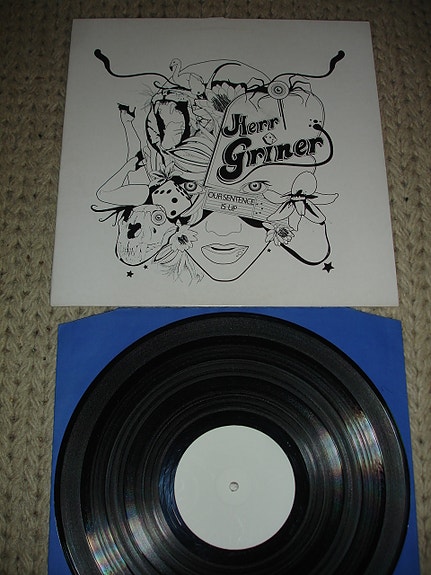 Herr
Griner
OUR SENTENCE
IS UP